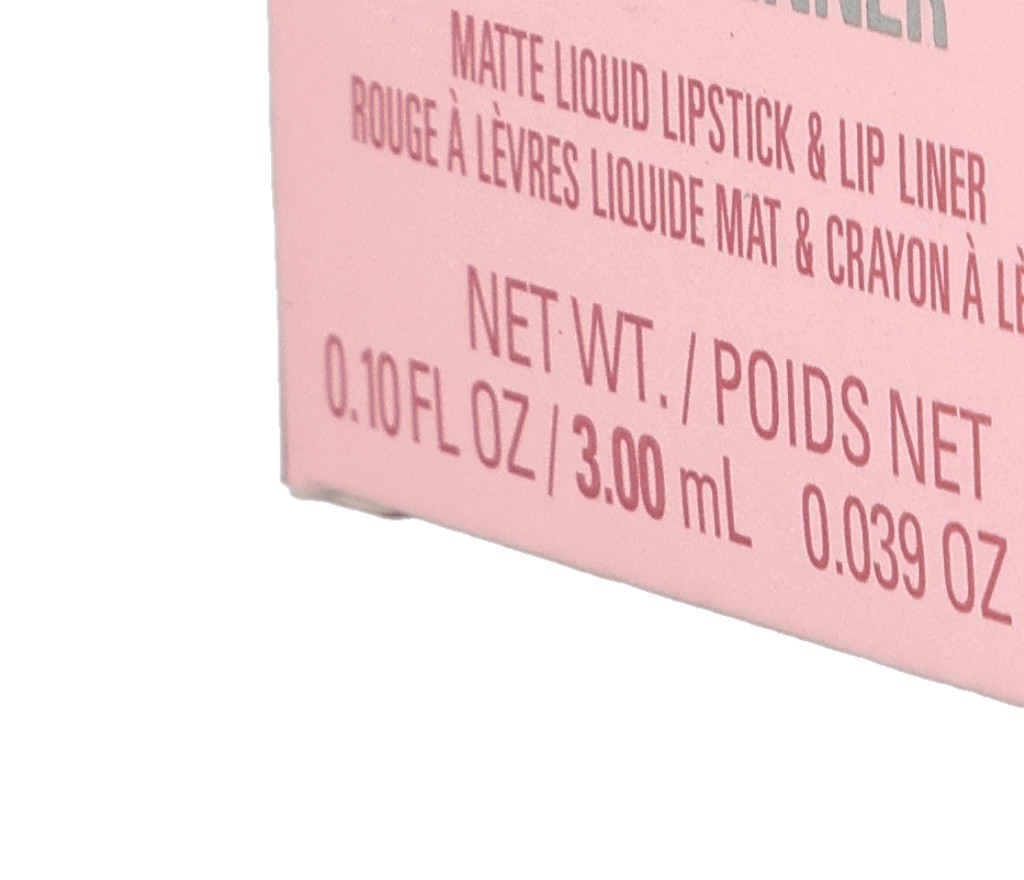 MATTE LIQUID LIPSTICK & LIP LINER
ROUGE À LÈVRES LIQUIDE MAT & CRAYON À LÈ
NET WT. / POIDS NET
0.10 FL OZ / 3.00 mL 0.039 OZ